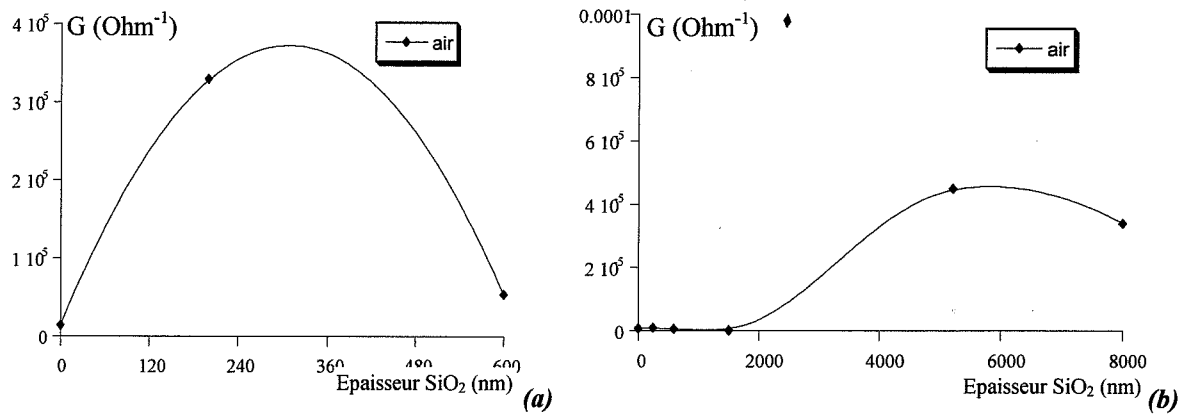 G (Ohm⁻¹)
air
4 10⁵
3 10⁵
2 10⁵
1 10⁵
0
0 120 240 360 480 600
Epaisseur SiO₂ (nm)
(a)
G (Ohm⁻¹)
air
0.0001
8 10⁵
6 10⁵
4 10⁵
2 10⁵
0
0 2000 4000 6000 8000
Epaisseur SiO₂ (nm)
(b)